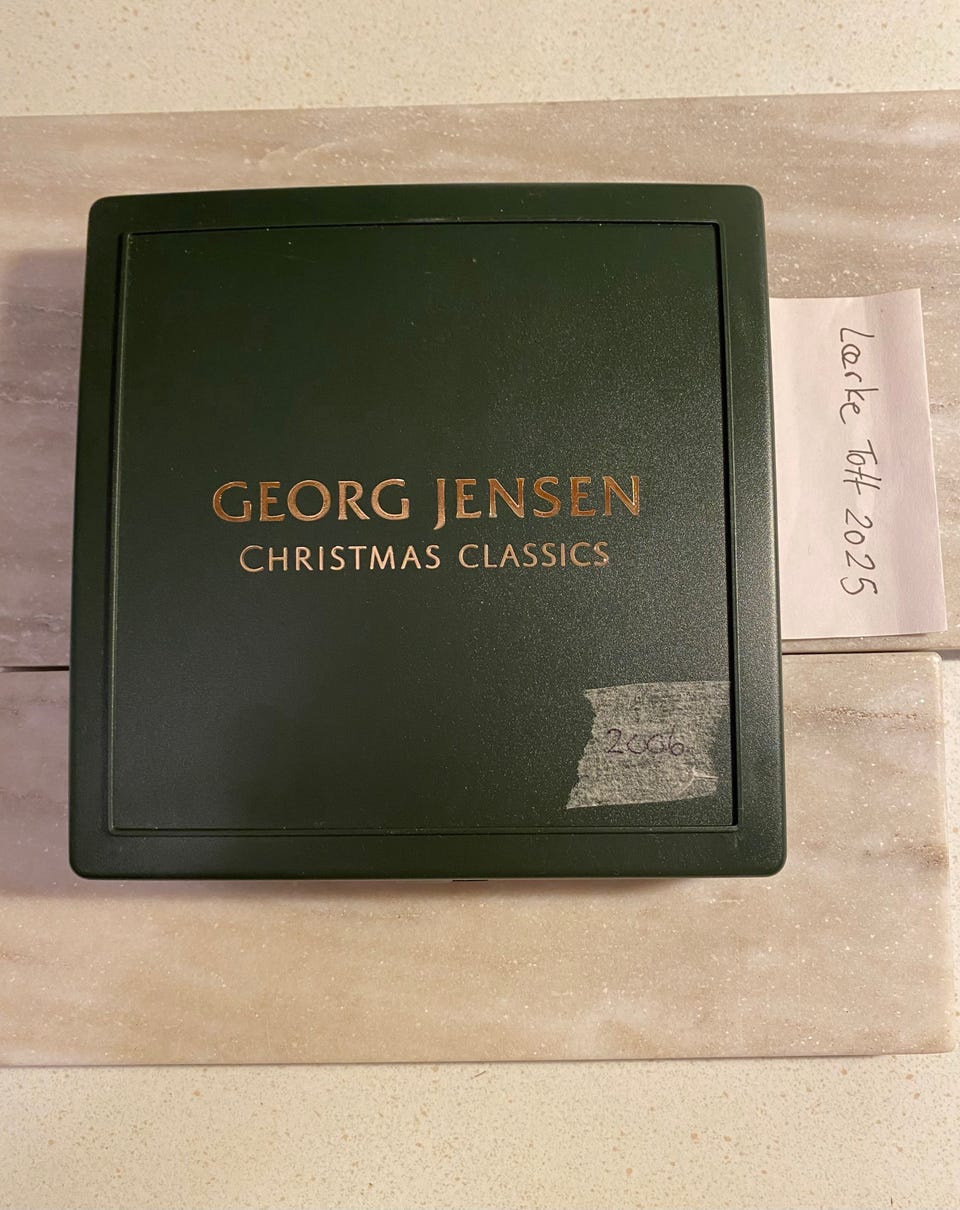 GEORG JENSEN
CHRISTMAS CLASSICS
2006
Lærke Toft 2025